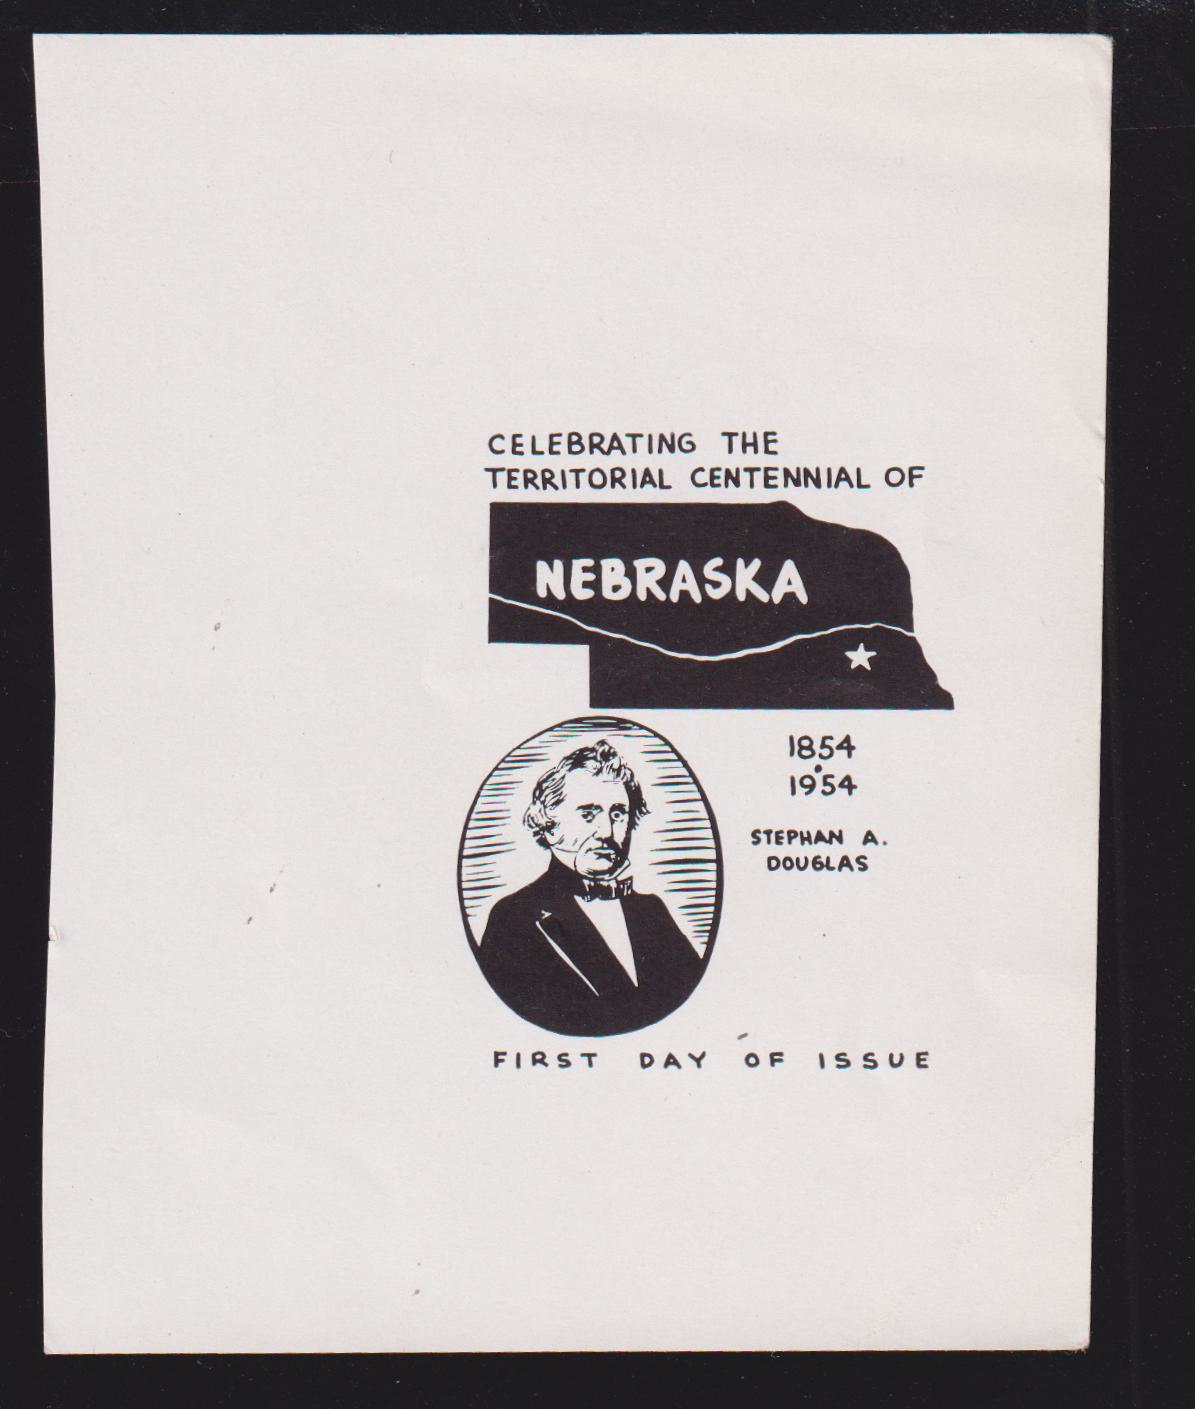 CELEBRATING THE
TERRITORIAL CENTENNIAL OF
NEBRASKA
1854
•
1954
STEPHAN A.
DOUGLAS
FIRST DAY OF ISSUE